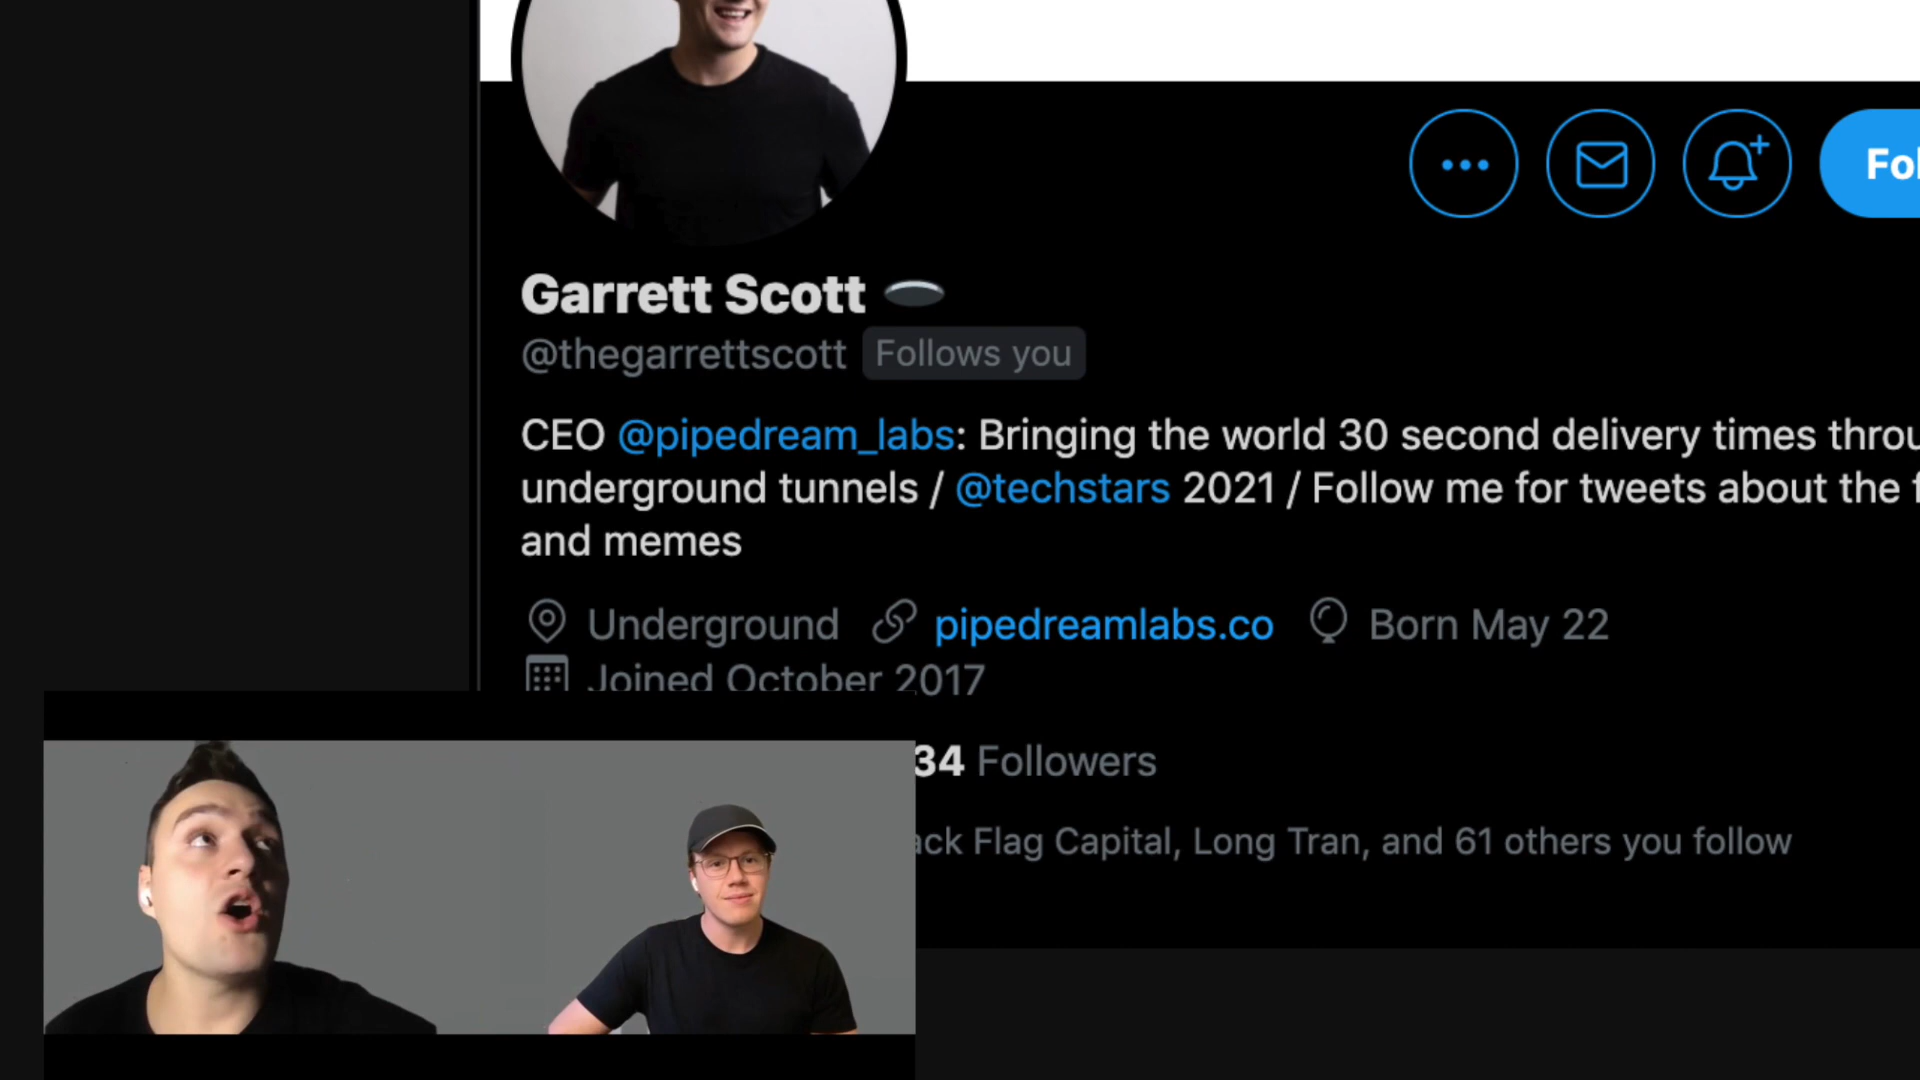 Fol
Garrett Scott
@thegarrettscott Follows you
CEO @pipedream_labs: Bringing the world 30 second delivery times throu
underground tunnels / @techstars 2021 / Follow me for tweets about the f
and memes
Underground pipedreamlabs.co Born May 22
Joined October 2017
34 Followers
ack Flag Capital, Long Tran, and 61 others you follow